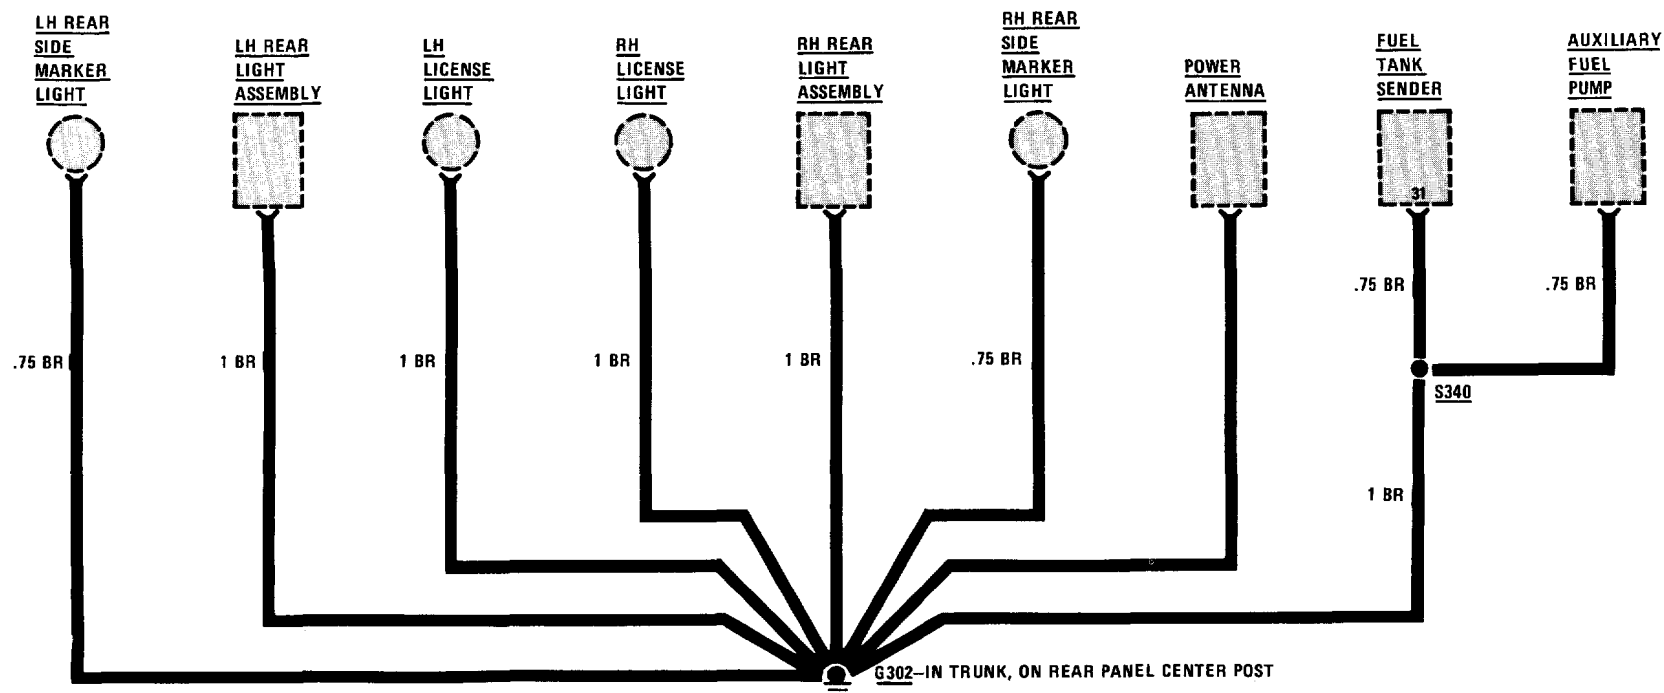 LH REAR
SIDE
MARKER
LIGHT
LH REAR
LIGHT
ASSEMBLY
LH
LICENSE
LIGHT
RH
LICENSE
LIGHT
RH REAR
LIGHT
ASSEMBLY
RH REAR
SIDE
MARKER
LIGHT
POWER
ANTENNA
FUEL
TANK
SENDER
AUXILIARY
FUEL
PUMP
31
.75 BR
1 BR
1 BR
1 BR
1 BR
.75 BR
.75 BR
.75 BR
S340
1 BR
G302–IN TRUNK, ON REAR PANEL CENTER POST